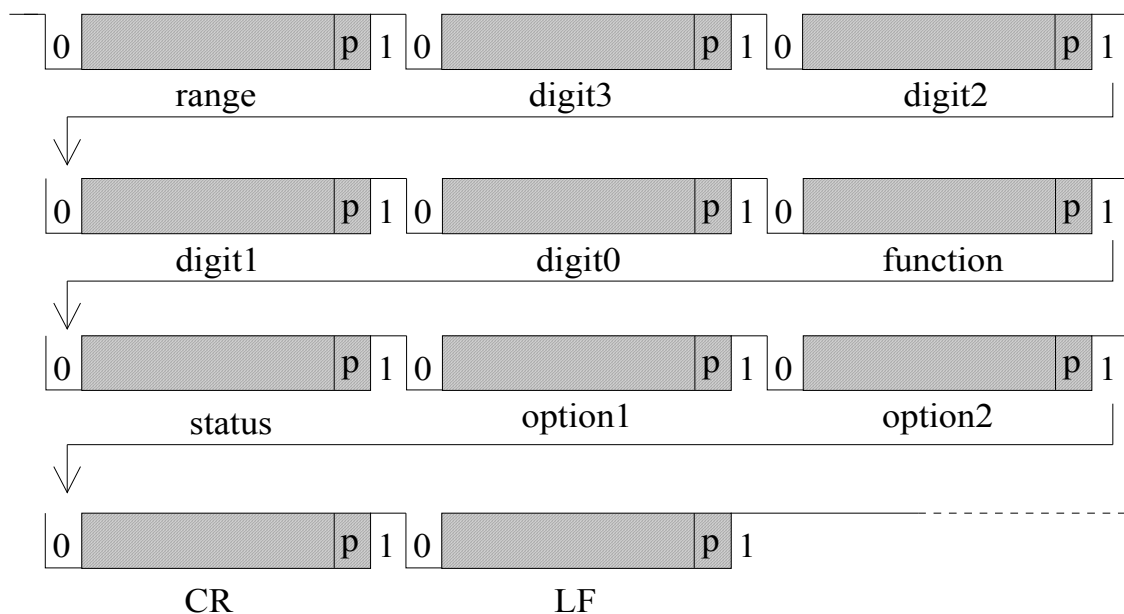 0 p 1 0 p 1 0 p 1
range digit3 digit2
0 p 1 0 p 1 0 p 1
digit1 digit0 function
0 p 1 0 p 1 0 p 1
status option1 option2
0 p 1 0 p 1
CR LF